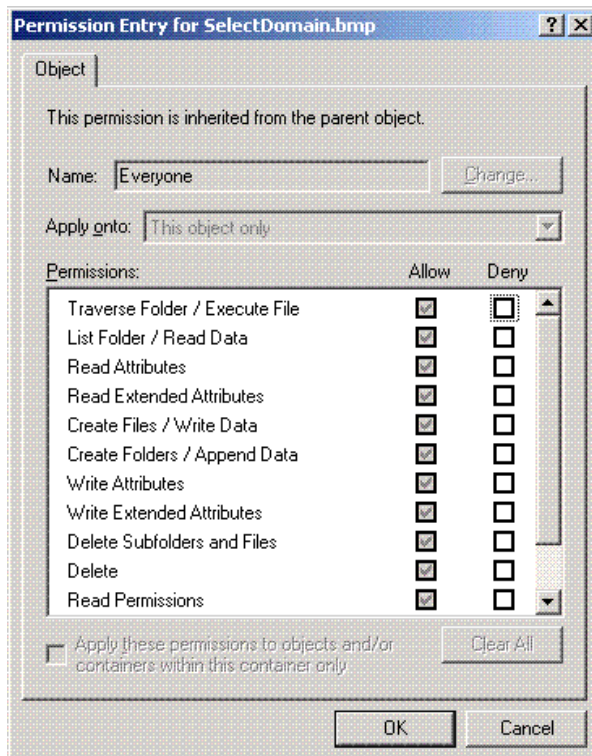 Permission Entry for SelectDomain.bmp
Object
This permission is inherited from the parent object.
Name: Everyone Change...
Apply onto: This object only
Permissions: Allow Deny
Traverse Folder / Execute File
List Folder / Read Data
Read Attributes
Read Extended Attributes
Create Files / Write Data
Create Folders / Append Data
Write Attributes
Write Extended Attributes
Delete Subfolders and Files
Delete
Read Permissions
Apply these permissions to objects and/or
containers within this container only
Clear All
OK Cancel